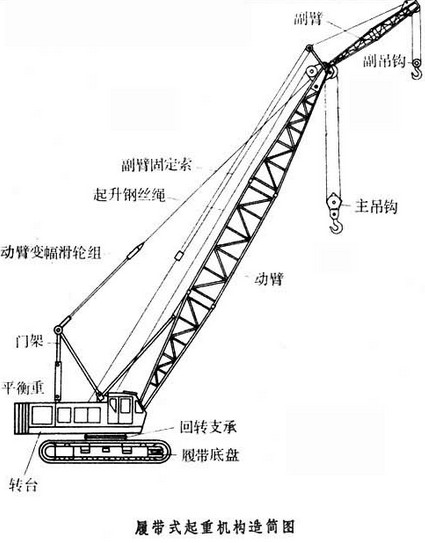 副臂
副吊钩
副臂固定索
起升钢丝绳
主吊钩
动臂变幅滑轮组
动臂
门架
平衡重
回转支承
履带底盘
转台
履带式起重机构造简图